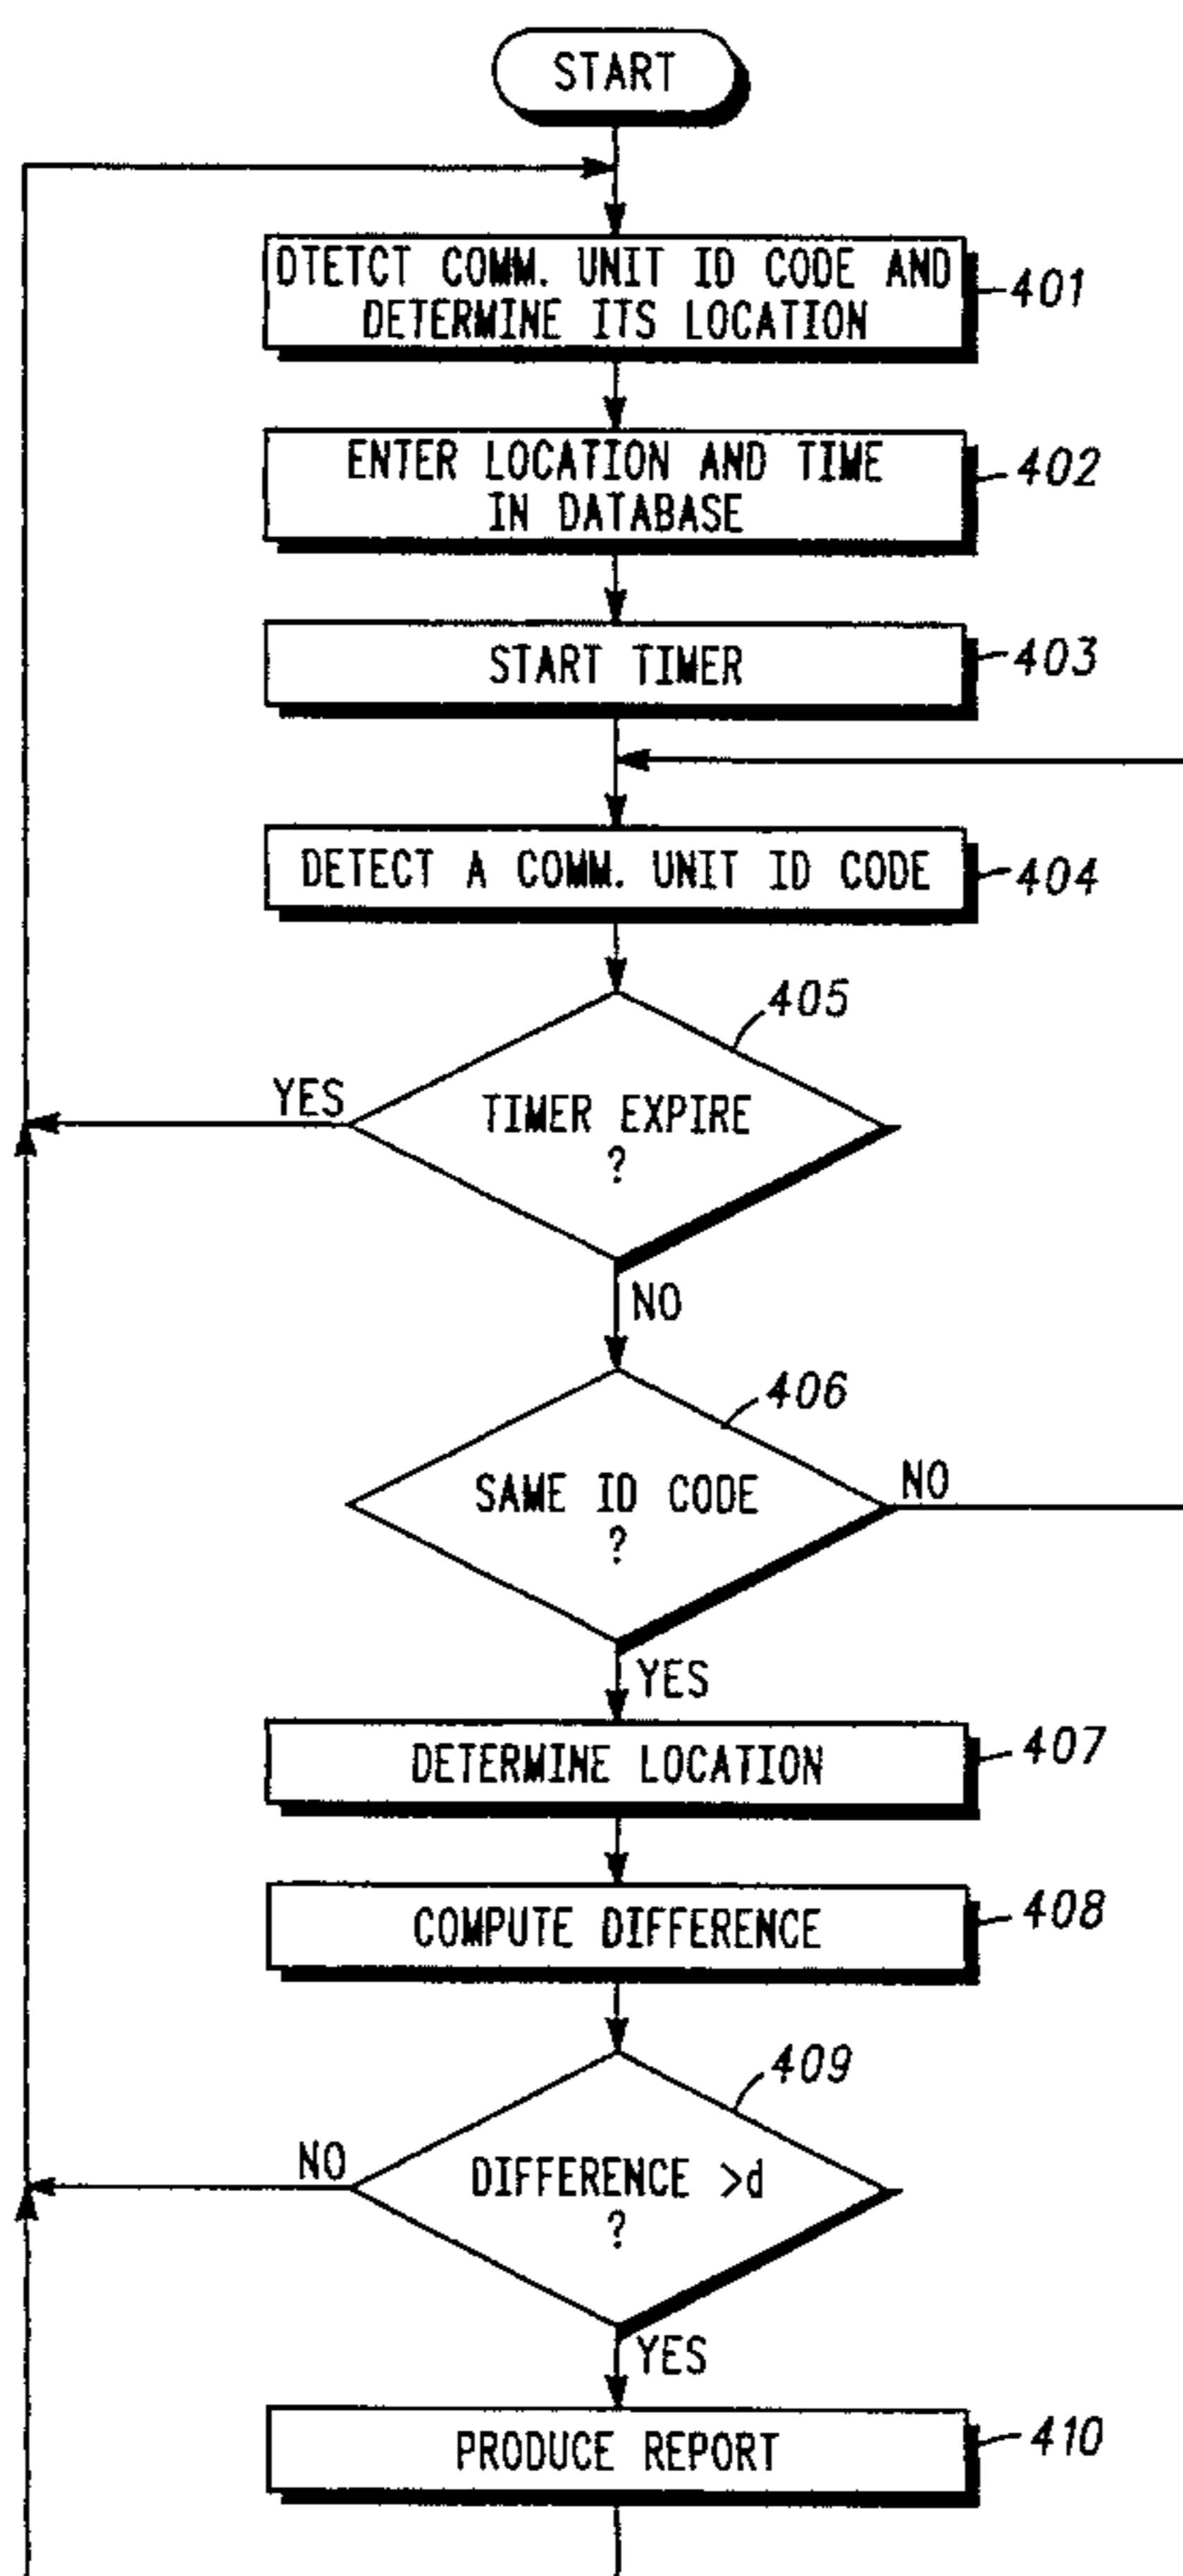 START
DTETCT COMM. UNIT ID CODE AND
DETERMINE ITS LOCATION
401
ENTER LOCATION AND TIME
IN DATABASE
402
START TIMER
403
DETECT A COMM. UNIT ID CODE
404
405
YES
TIMER EXPIRE
?
NO
406
SAME ID CODE
?
NO
YES
DETERMINE LOCATION
407
COMPUTE DIFFERENCE
408
409
NO
DIFFERENCE >d
?
YES
PRODUCE REPORT
410